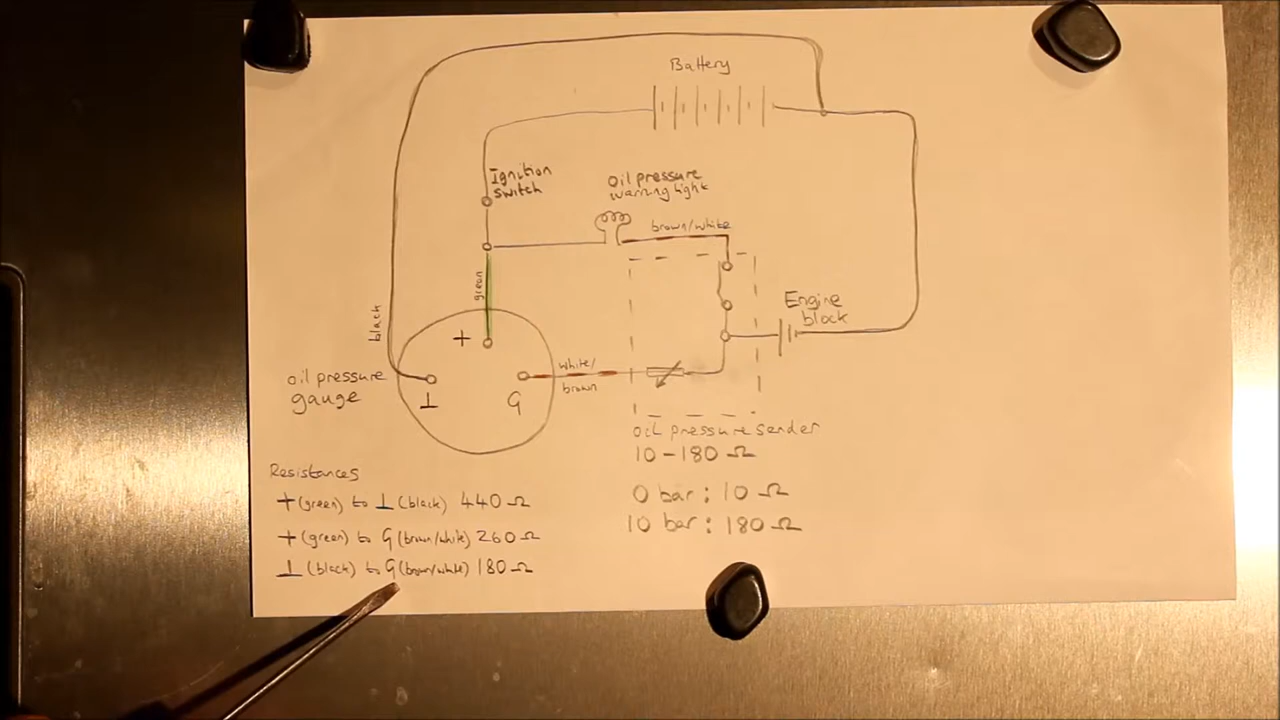 Battery
Ignition
switch
Oil pressure
warning light
brown/white
green
black
Engine
block
+
white/
brown
oil pressure
gauge
⊥
G
oil pressure sender
10-180 Ω
0 bar: 10 Ω
10 bar: 180 Ω
Resistances
+(green) to ⊥(black) 440 Ω
+(green) to G(brown/white) 260 Ω
⊥(black) to G(brown/white) 180 Ω